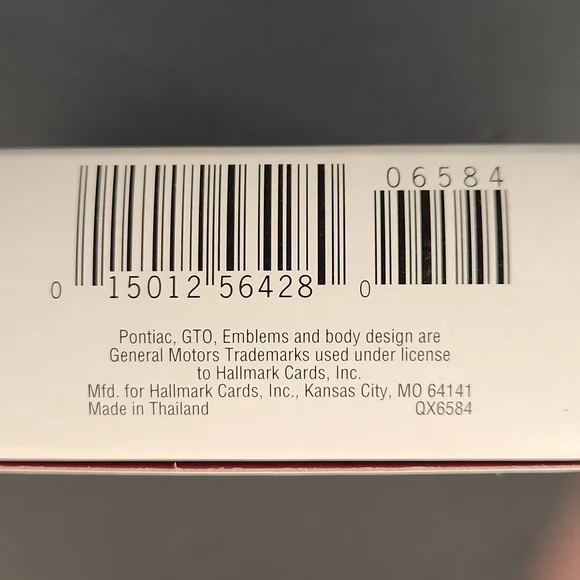 06584
0 15012 56428 0
Pontiac, GTO, Emblems and body design are
General Motors Trademarks used under license
to Hallmark Cards, Inc.
Mfd. for Hallmark Cards, Inc., Kansas City, MO 64141
Made in Thailand QX6584